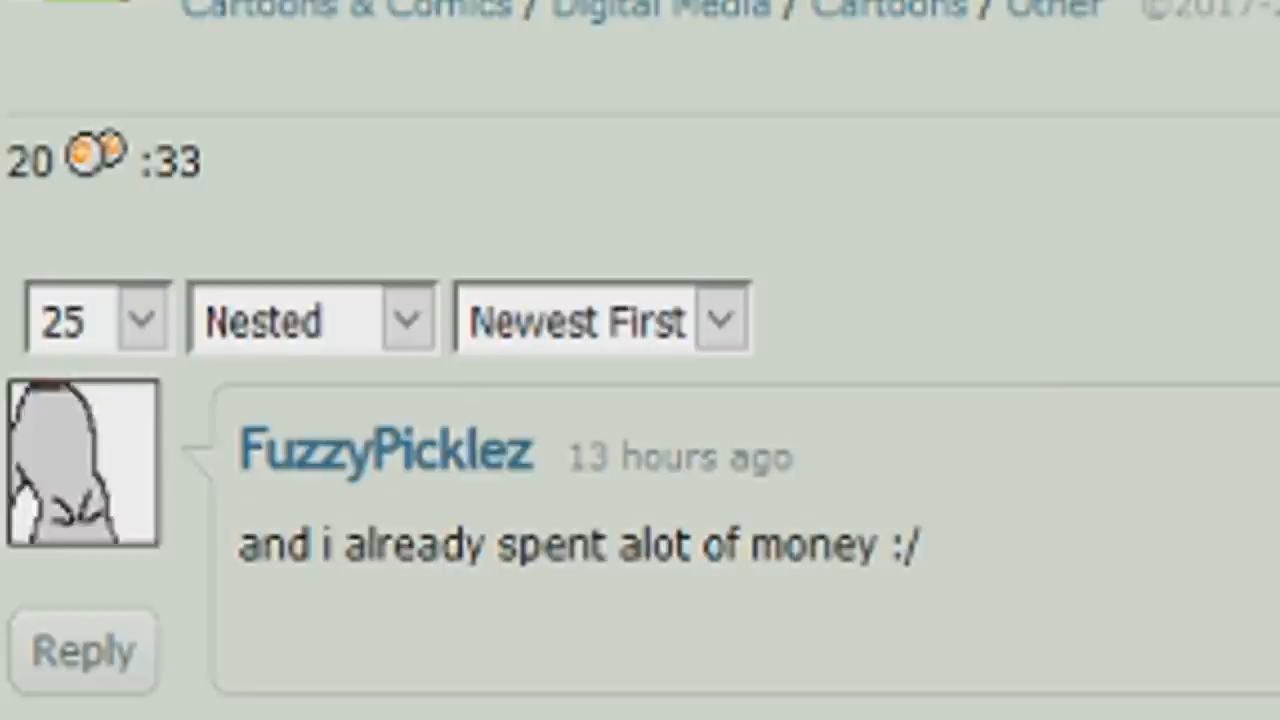 Cartoons & Comics / Digital Media / Cartoons / Other ©2017-
20 :33
25 Nested Newest First
FuzzyPicklez 13 hours ago
and i already spent alot of money :/
Reply